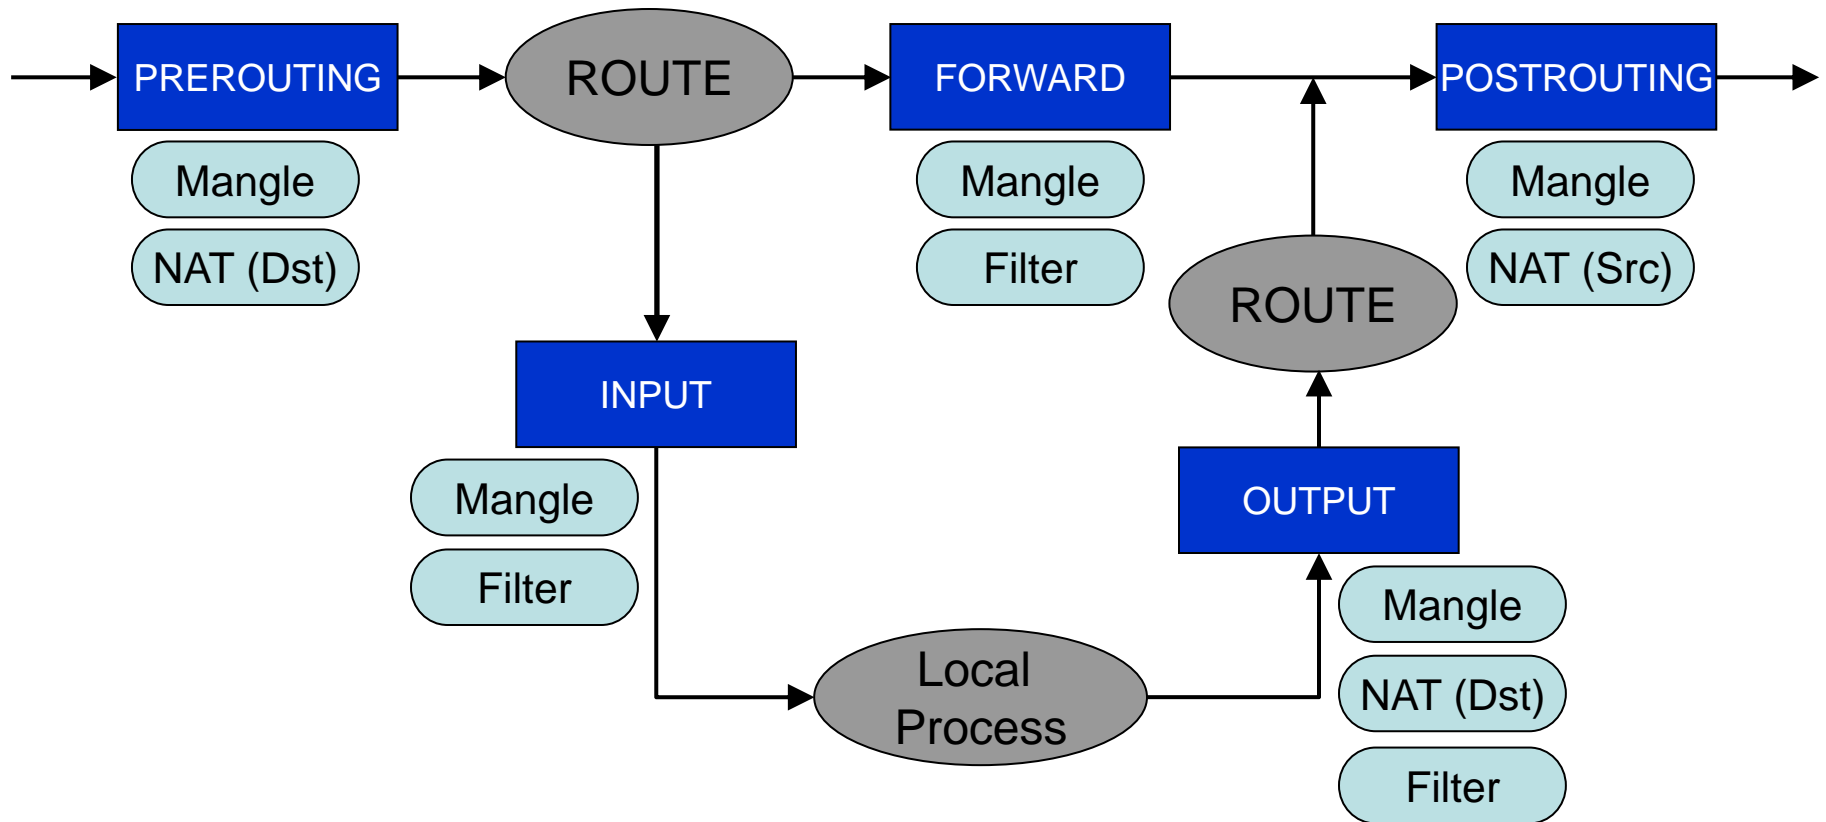 PREROUTING
ROUTE
FORWARD
POSTROUTING
Mangle
NAT (Dst)
Mangle
Filter
Mangle
NAT (Src)
ROUTE
INPUT
Mangle
Filter
OUTPUT
Local
Process
Mangle
NAT (Dst)
Filter